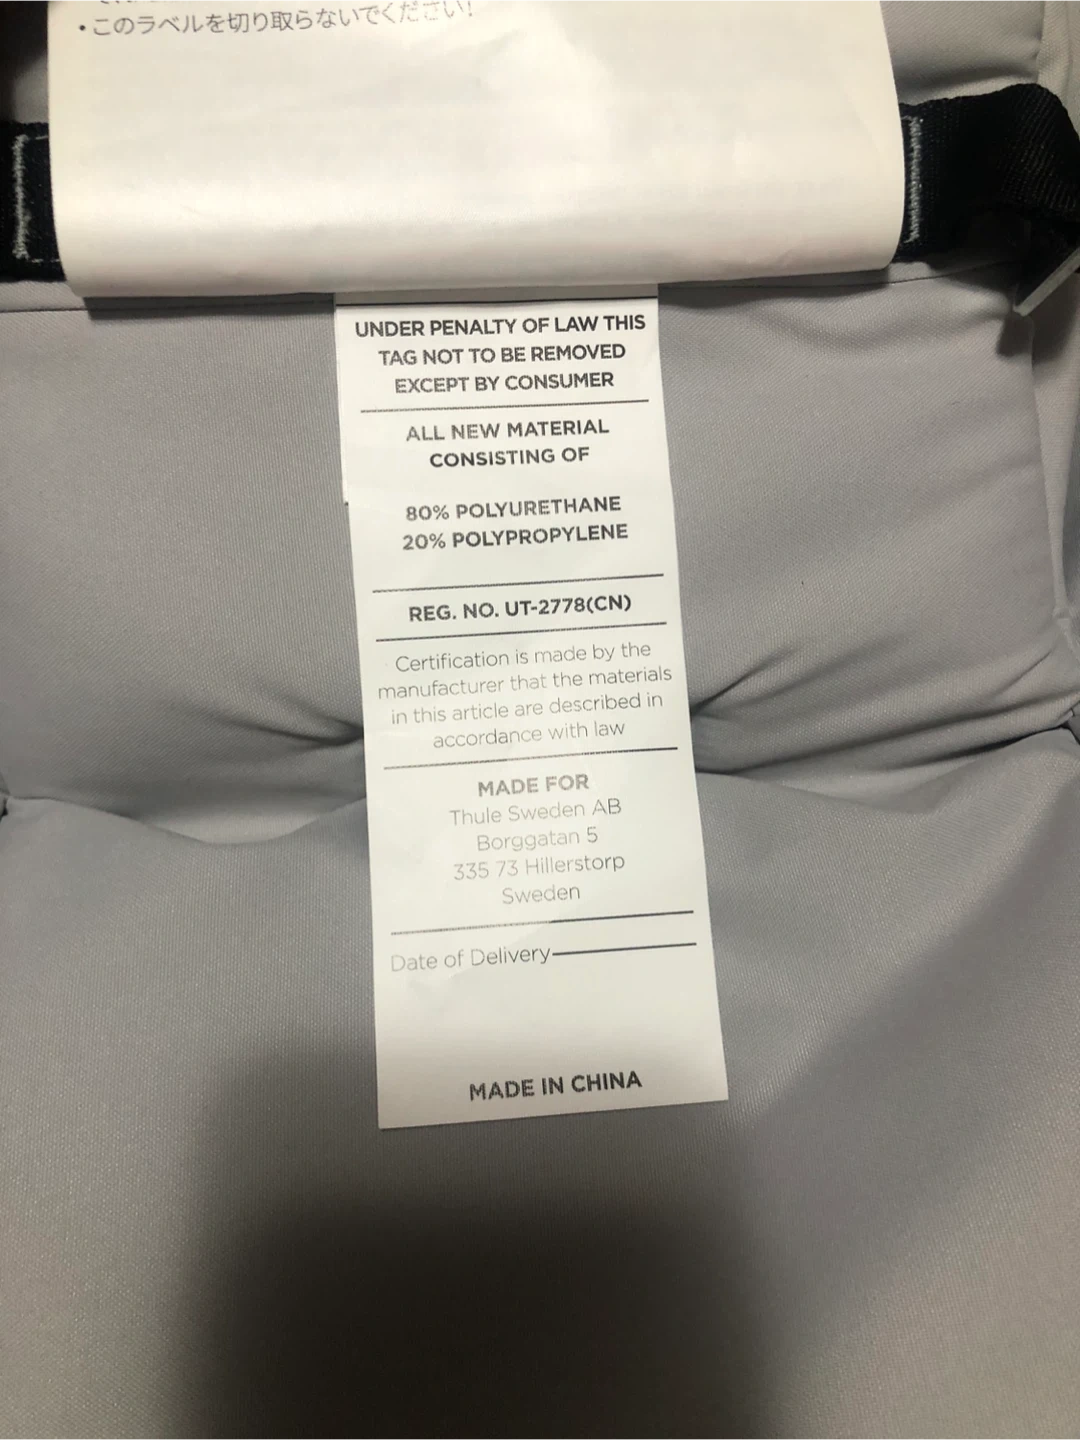 •このラベルを切り取らないでください!
UNDER PENALTY OF LAW THIS
TAG NOT TO BE REMOVED
EXCEPT BY CONSUMER
ALL NEW MATERIAL
CONSISTING OF
80% POLYURETHANE
20% POLYPROPYLENE
REG. NO. UT-2778(CN)
Certification is made by the
manufacturer that the materials
in this article are described in
accordance with law
MADE FOR
Thule Sweden AB
Borggatan 5
335 73 Hillerstorp
Sweden
Date of Delivery
MADE IN CHINA